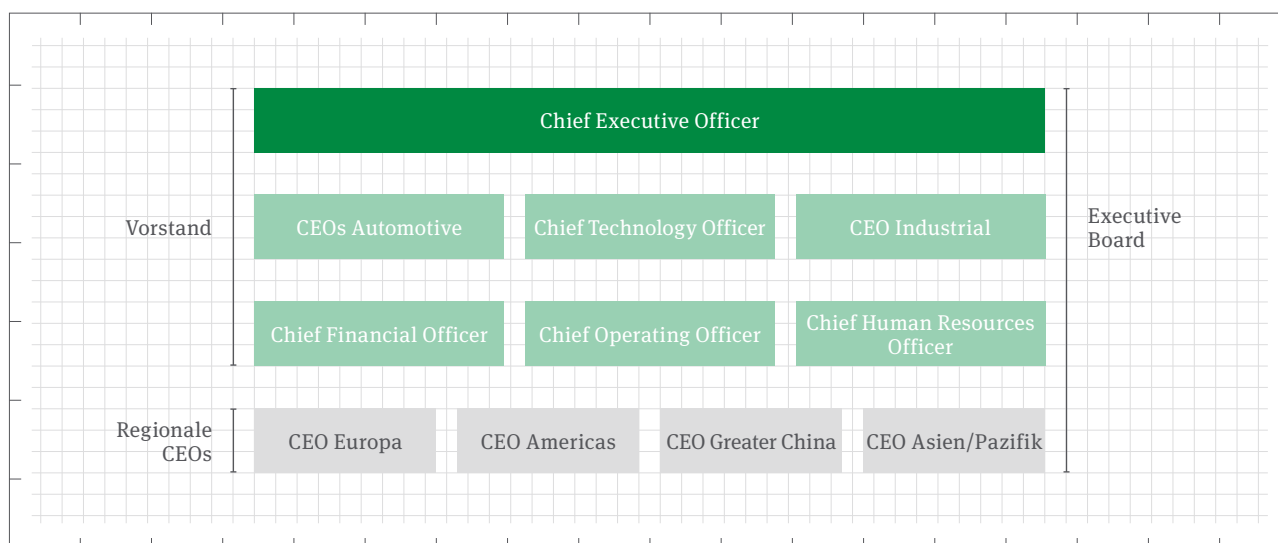 Chief Executive Officer
Vorstand
CEOs Automotive
Chief Technology Officer
CEO Industrial
Executive
Board
Chief Financial Officer
Chief Operating Officer
Chief Human Resources
Officer
Regionale
CEOs
CEO Europa
CEO Americas
CEO Greater China
CEO Asien/Pazifik